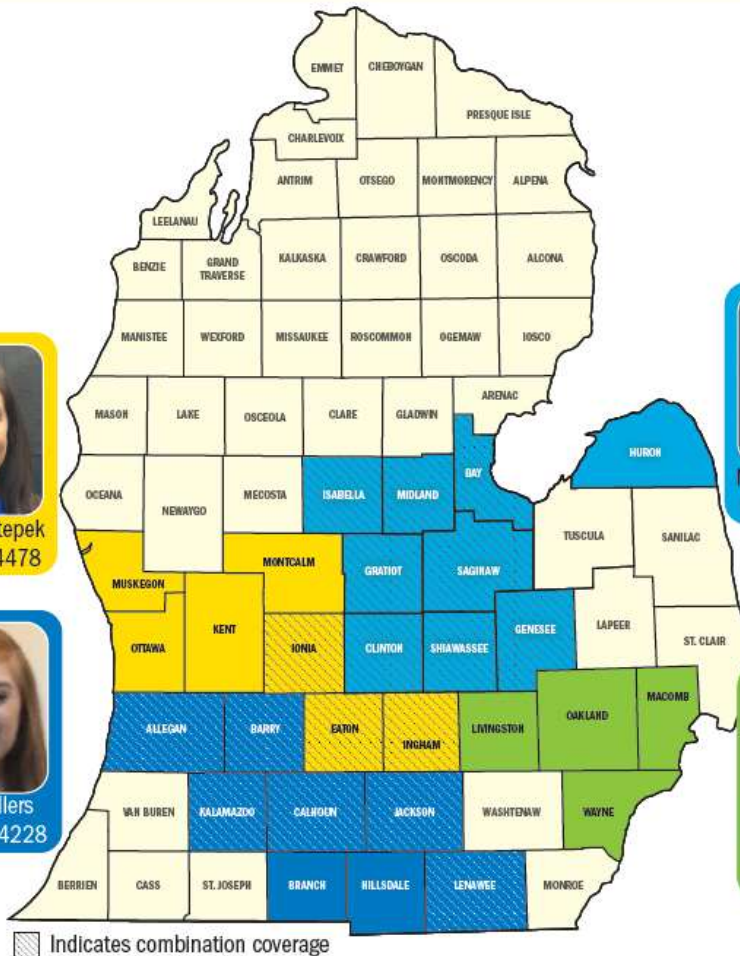 EMMET
CHEBOYGAN
PRESQUE ISLE
CHARLEVOIX
ANTRIM
OTSEGO
MONTMORENCY
ALPENA
LEELANAU
BENZIE
GRAND
TRAVERSE
KALKASKA
CRAWFORD
OSCODA
ALCONA
MANISTEE
WEXFORD
MISSAUKEE
ROSCOMMON
OGEMAW
IOSCO
MASON
LAKE
OSCEOLA
CLARE
GLADWIN
ARENAC
OCEANA
NEWAYGO
MECOSTA
ISABELLA
MIDLAND
BAY
HURON
tepek
4478
MUSKEGON
MONTCALM
GRATIOT
SAGINAW
TUSCULA
SANILAC
OTTAWA
KENT
IONIA
CLINTON
SHIAWASSEE
GENESEE
LAPEER
ST. CLAIR
ALLEGAN
BARRY
EATON
INGHAM
LIVINGSTON
OAKLAND
MACOMB
llers
4228
VAN BUREN
KALAMAZOO
CALHOUN
JACKSON
WASHTENAW
WAYNE
BERRIEN
CASS
ST. JOSEPH
BRANCH
HILLSDALE
LENAWEE
MONROE
Indicates combination coverage